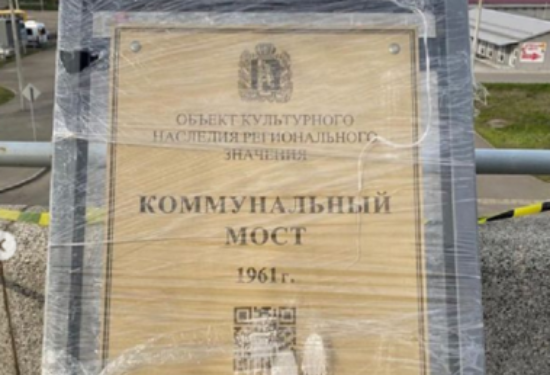 ОБЪЕКТ КУЛЬТУРНОГО
НАСЛЕДИЯ РЕГИОНАЛЬНОГО
ЗНАЧЕНИЯ
КОММУНАЛЬНЫЙ
МОСТ
1961 г.